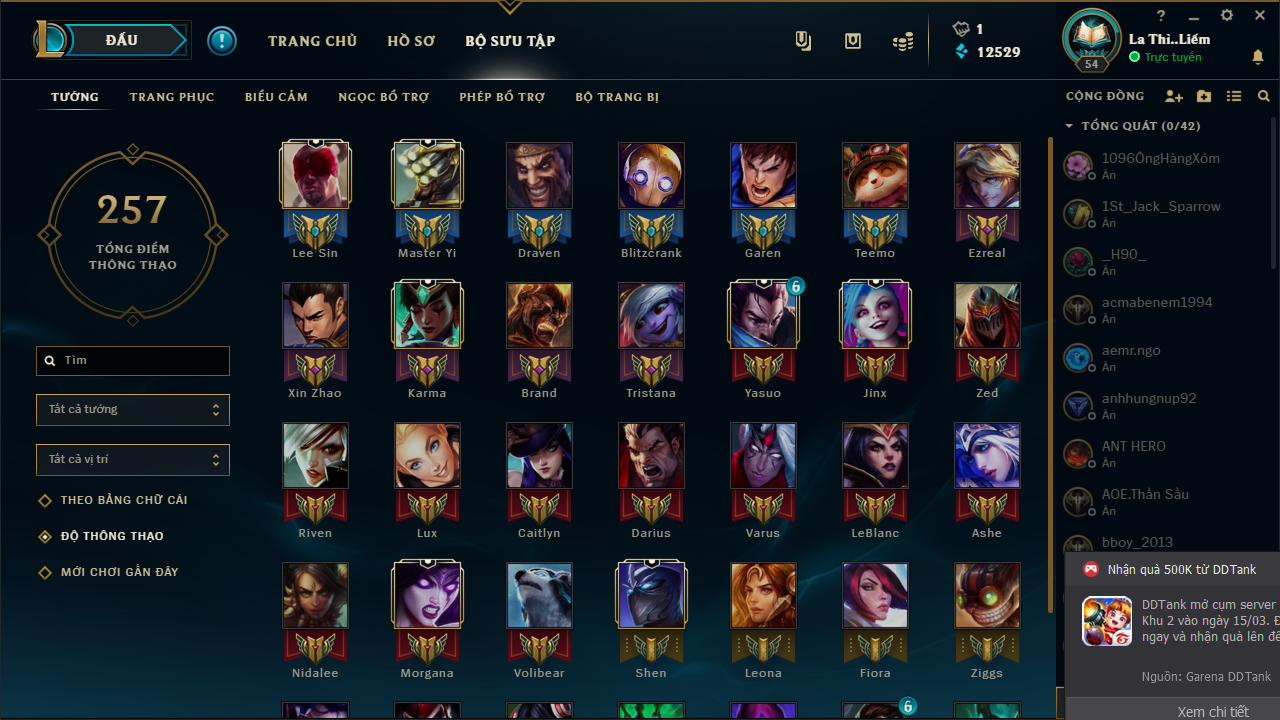 ĐẤU
TRANG CHỦ
HỒ SƠ
BỘ SƯU TẬP
1
12529
54
La Thi..Liếm
Trực tuyến
TƯỚNG
TRANG PHỤC
BIỂU CẢM
NGỌC BỔ TRỢ
PHÉP BỔ TRỢ
BỘ TRANG BỊ
257
TỔNG ĐIỂM
THÔNG THẠO
Tìm
Tất cả tướng
Tất cả vị trí
THEO BẢNG CHỮ CÁI
ĐỘ THÔNG THẠO
MỚI CHƠI GẦN ĐÂY
Lee Sin
Master Yi
Draven
Blitzcrank
Garen
Teemo
Ezreal
6
Xin Zhao
Karma
Brand
Tristana
Yasuo
Jinx
Zed
Riven
Lux
Caitlyn
Darius
Varus
LeBlanc
Ashe
Nidalee
Morgana
Volibear
Shen
Leona
Fiora
Ziggs
6
CỘNG ĐỒNG
TỔNG QUÁT (0/42)
1096ÔngHàngXóm
Ẩn
1St_Jack_Sparrow
Ẩn
_H90_
Ẩn
acmabenem1994
Ẩn
aemr.ngo
Ẩn
anhhungnup92
Ẩn
ANT HERO
Ẩn
AOE.Thần Sầu
Ẩn
bboy_2013
Nhận quà 500K từ DDTank
DDTank mở cụm server
Khu 2 vào ngày 15/03. Đ
ngay và nhận quà lên đế
Nguồn: Garena DDTank
Xem chi tiết